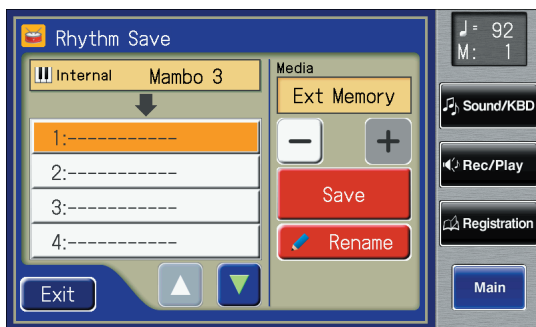 Rhythm Save
Internal Mambo 3
1:-----------
2:-----------
3:-----------
4:-----------
Exit
Media
Ext Memory
− +
Save
Rename
♩= 92
M: 1
Sound/KBD
Rec/Play
Registration
Main